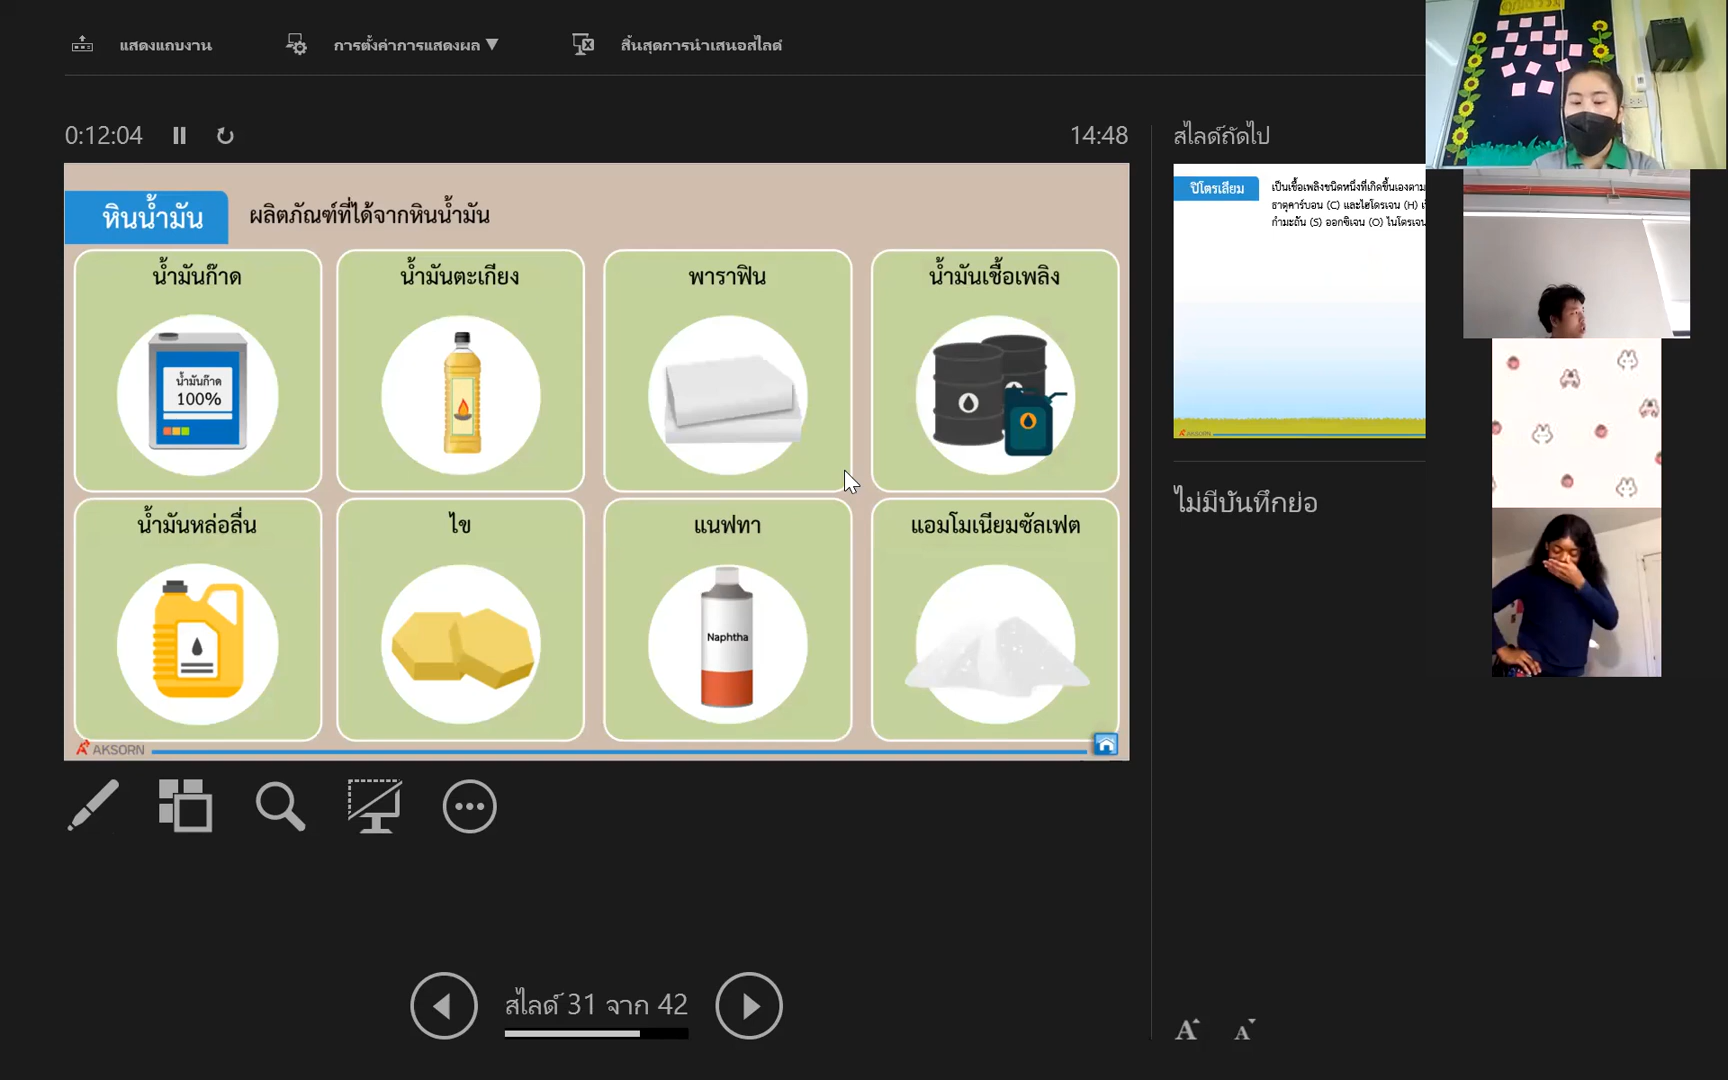 แสดงแถบงาน
การตั้งค่าการแสดงผล ▼
สิ้นสุดการนำเสนอสไลด์
0:12:04
14:48
สไลด์ถัดไป
หินน้ำมัน
ผลิตภัณฑ์ที่ได้จากหินน้ำมัน
น้ำมันก๊าด
น้ำมันตะเกียง
พาราฟิน
น้ำมันเชื้อเพลิง
น้ำมันก๊าด
100%
น้ำมันหล่อลื่น
ไข
แนฟทา
แอมโมเนียมซัลเฟต
Naphtha
AKSORN
ปิโตรเลียม
เป็นเชื้อเพลิงชนิดหนึ่งที่เกิดขึ้นเองตาม
ธาตุคาร์บอน (C) และไฮโดรเจน (H) เ
กำมะถัน (S) ออกซิเจน (O) ไนโตรเจน
AKSORN
ไม่มีบันทึกย่อ
สไลด์ 31 จาก 42
A A